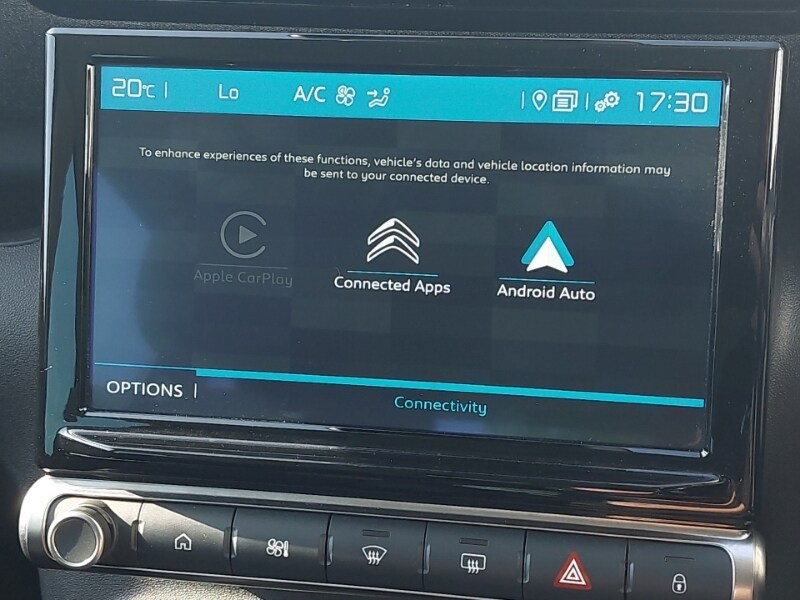 20°C Lo A/C 17:30
To enhance experiences of these functions, vehicle's data and vehicle location information may
be sent to your connected device.
Apple CarPlay Connected Apps Android Auto
OPTIONS
Connectivity